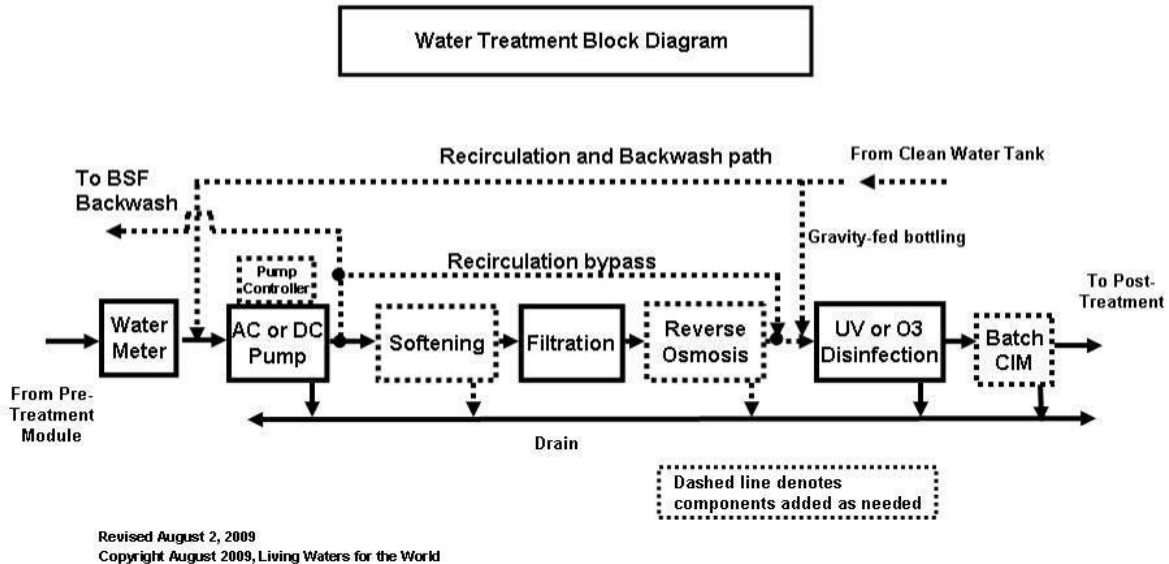 Water Treatment Block Diagram
Recirculation and Backwash path
From Clean Water Tank
To BSF
Backwash
Gravity-fed bottling
Recirculation bypass
Pump
Controller
To Post-
Treatment
Water
Meter
AC or DC
Pump
Softening
Filtration
Reverse
Osmosis
UV or O3
Disinfection
Batch
CIM
From Pre-
Treatment
Module
Drain
Dashed line denotes
components added as needed
Revised August 2, 2009
Copyright August 2009, Living Waters for the World